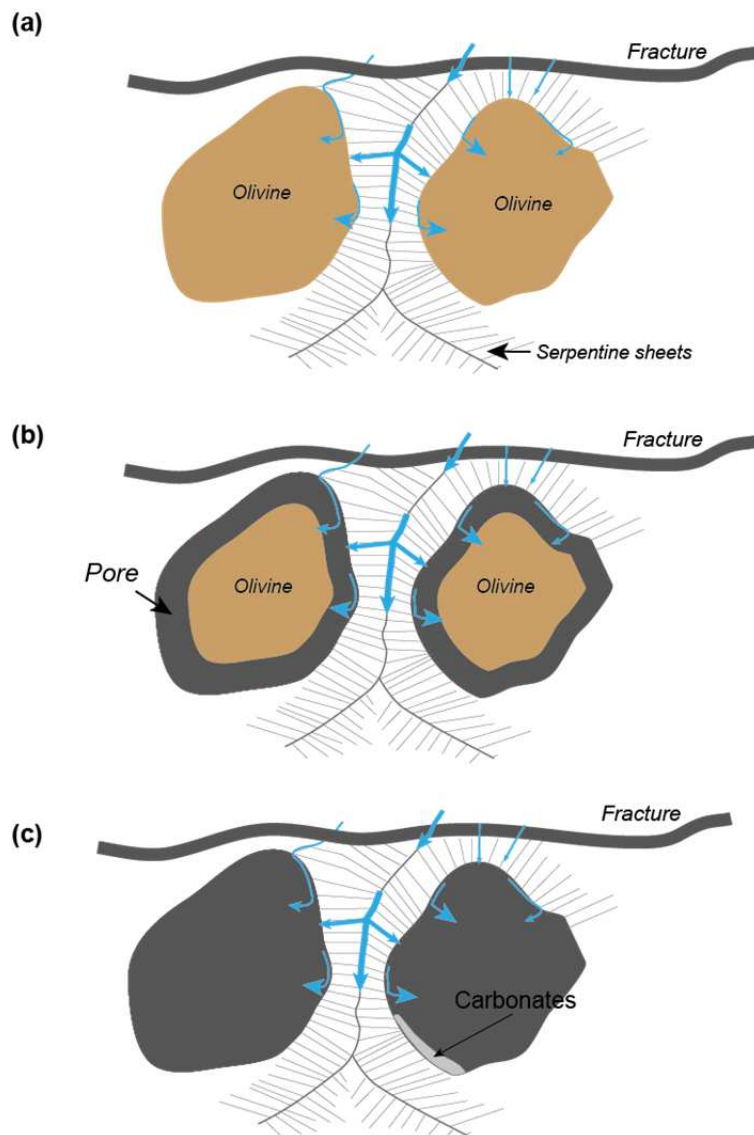 (a)
Fracture
Olivine
Olivine
Serpentine sheets
(b)
Fracture
Pore
Olivine
Olivine
(c)
Fracture
Carbonates